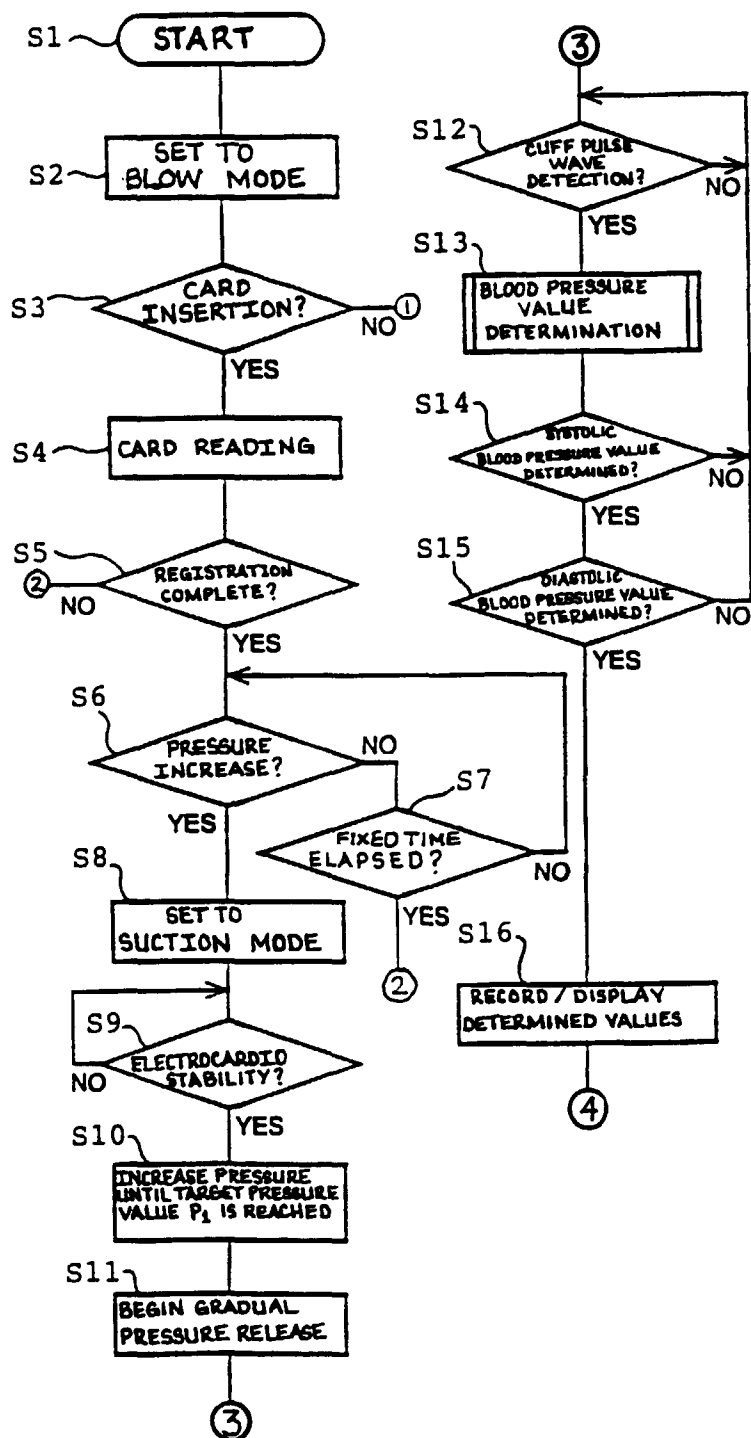 S1
START
S2
SET TO
BLOW MODE
S3
CARD
INSERTION?
NO
1
YES
S4
CARD READING
S5
REGISTRATION
COMPLETE?
2
NO
YES
S6
PRESSURE
INCREASE?
NO
YES
S7
FIXED TIME
ELAPSED?
NO
YES
2
S8
SET TO
SUCTION MODE
S9
ELECTROCARDIO
STABILITY?
NO
YES
S10
INCREASE PRESSURE
UNTIL TARGET PRESSURE
VALUE P1 IS REACHED
S11
BEGIN GRADUAL
PRESSURE RELEASE
3
3
S12
CUFF PULSE
WAVE
DETECTION?
NO
YES
S13
BLOOD PRESSURE
VALUE
DETERMINATION
S14
SYSTOLIC
BLOOD PRESSURE VALUE
DETERMINED?
NO
YES
S15
DIASTOLIC
BLOOD PRESSURE VALUE
DETERMINED?
NO
YES
S16
RECORD / DISPLAY
DETERMINED VALUES
4